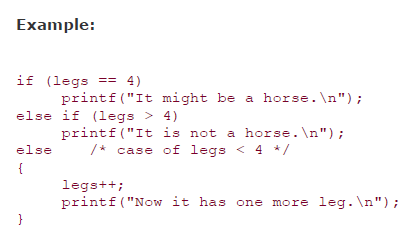 Example:
if (legs == 4)
     printf("It might be a horse.\n");
else if (legs > 4)
     printf("It is not a horse.\n");
else    /* case of legs < 4 */
{
     legs++;
     printf("Now it has one more leg.\n");
}